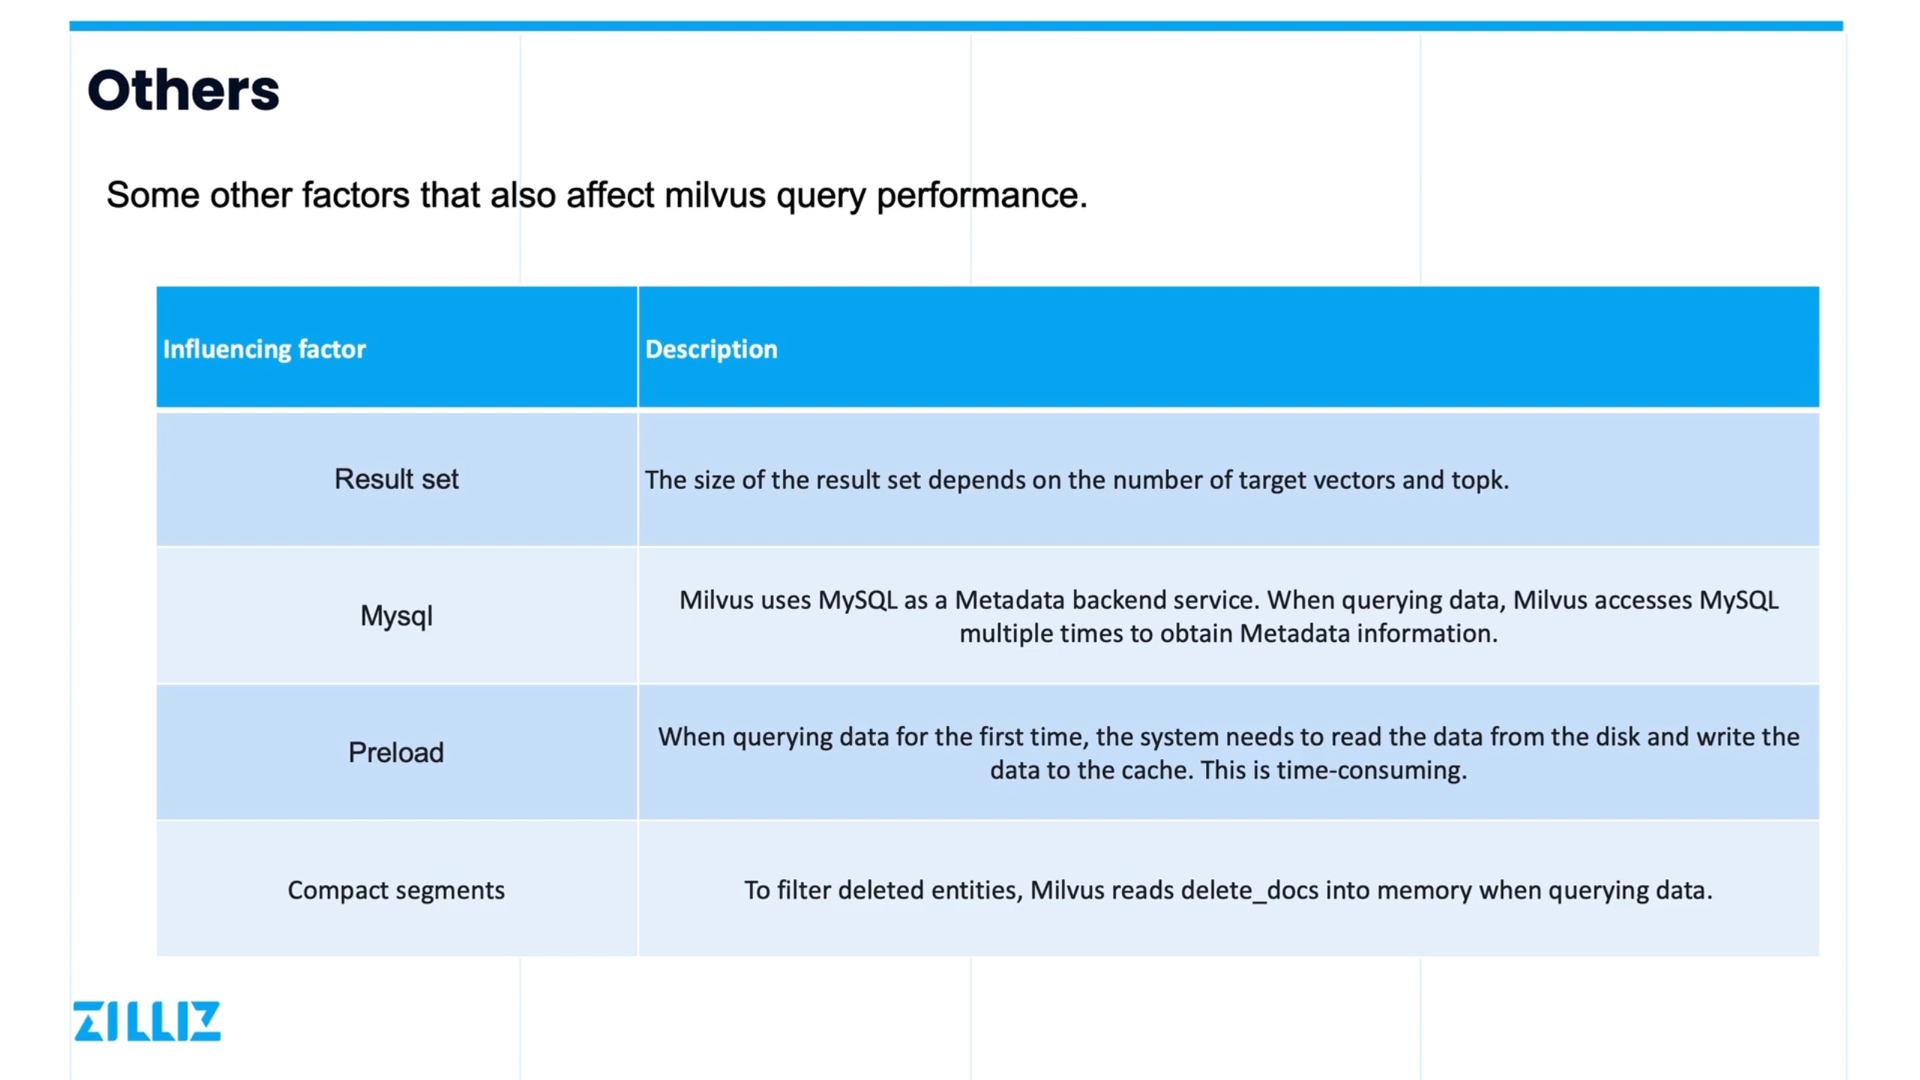 Others
Some other factors that also affect milvus query performance.
Influencing factor
Description
Result set
The size of the result set depends on the number of target vectors and topk.
Mysql
Milvus uses MySQL as a Metadata backend service. When querying data, Milvus accesses MySQL
multiple times to obtain Metadata information.
Preload
When querying data for the first time, the system needs to read the data from the disk and write the
data to the cache. This is time-consuming.
Compact segments
To filter deleted entities, Milvus reads delete_docs into memory when querying data.
ZILLIZ